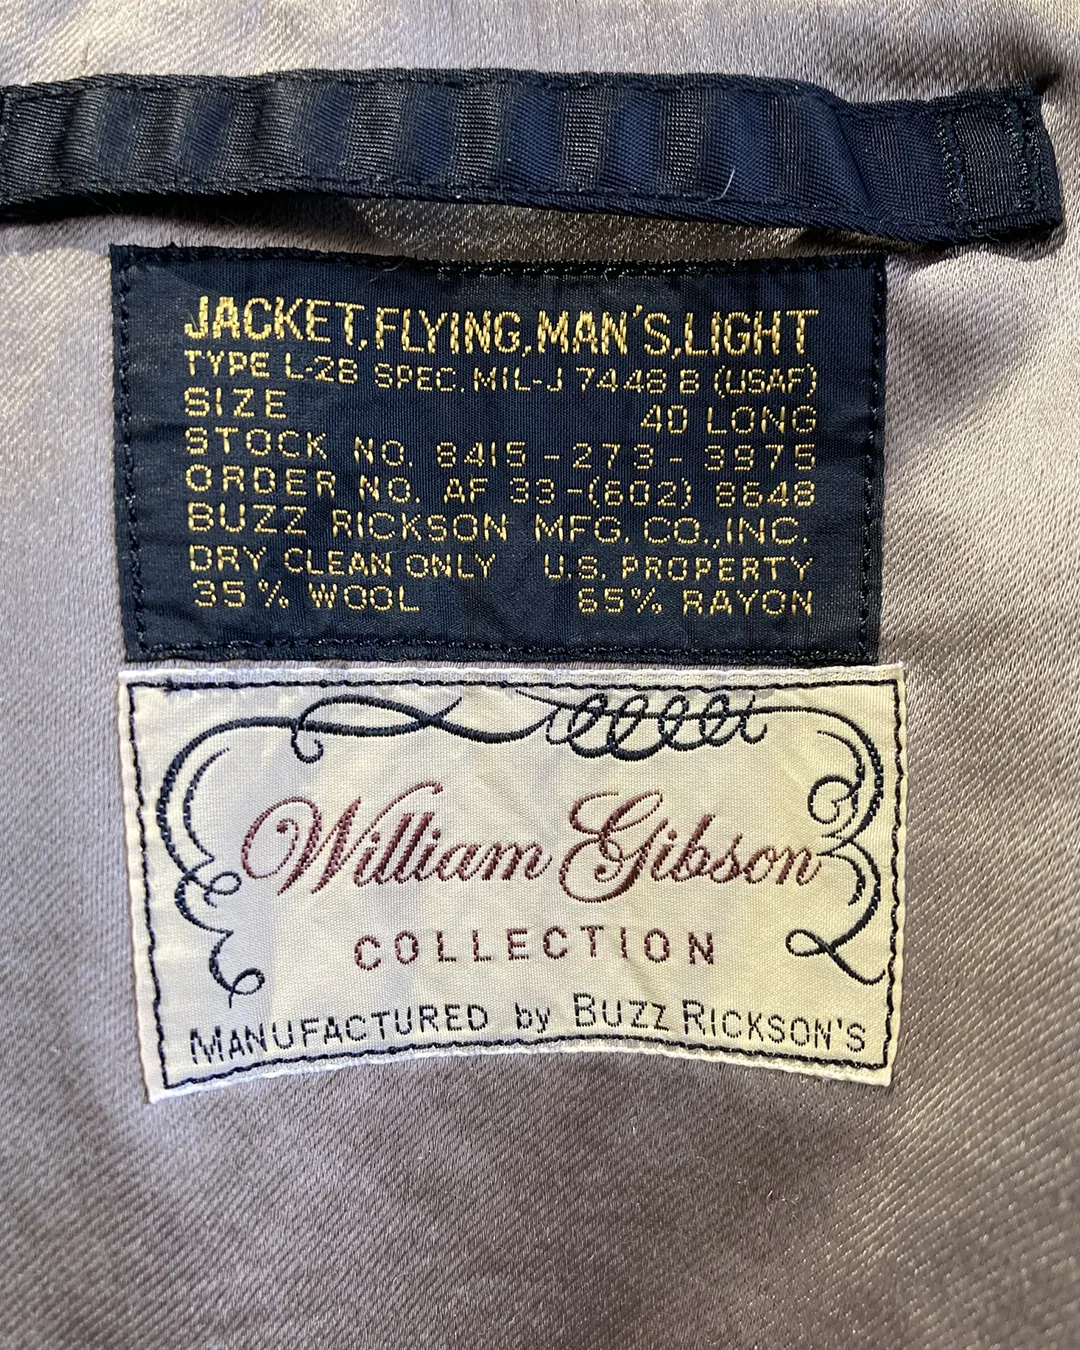 JACKET, FLYING, MAN'S, LIGHT
TYPE L-2B SPEC. MIL-J 7448 B (USAF)
SIZE 40 LONG
STOCK NO. 8415-273-3975
ORDER NO. AF 33-(602) 8648
BUZZ RICKSON MFG. CO., INC.
DRY CLEAN ONLY U.S. PROPERTY
35% WOOL 65% RAYON
William Gibson
COLLECTION
MANUFACTURED by BUZZ RICKSON'S